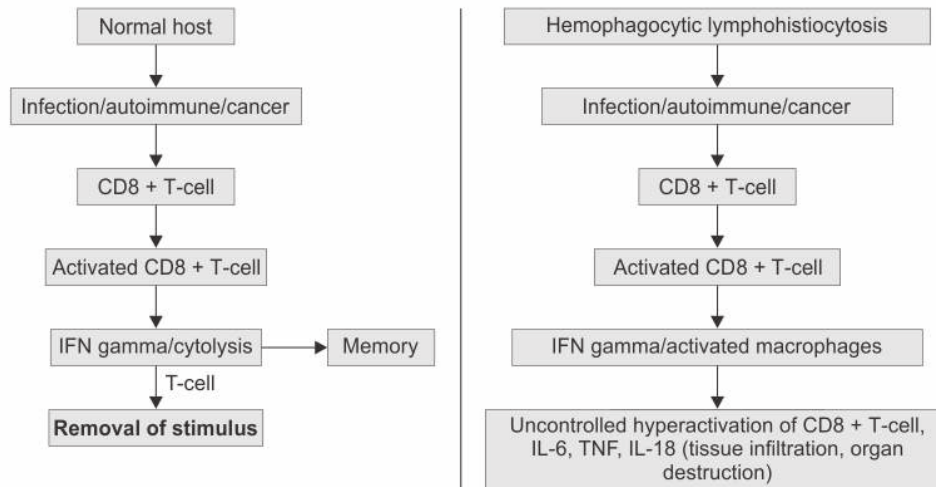 Normal host
Infection/autoimmune/cancer
CD8 + T-cell
Activated CD8 + T-cell
IFN gamma/cytolysis
Memory
T-cell
Removal of stimulus
Hemophagocytic lymphohistiocytosis
Infection/autoimmune/cancer
CD8 + T-cell
Activated CD8 + T-cell
IFN gamma/activated macrophages
Uncontrolled hyperactivation of CD8 + T-cell,
IL-6, TNF, IL-18 (tissue infiltration, organ
destruction)